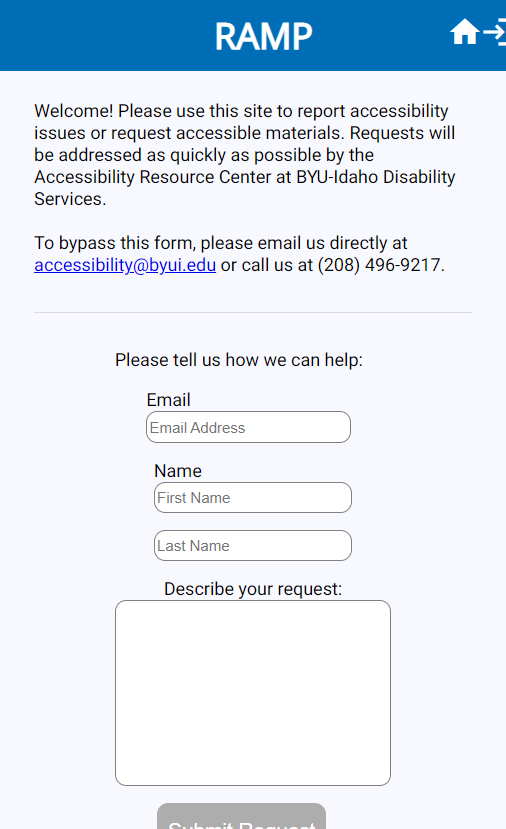 RAMP
Welcome! Please use this site to report accessibility
issues or request accessible materials. Requests will
be addressed as quickly as possible by the
Accessibility Resource Center at BYU-Idaho Disability
Services.
To bypass this form, please email us directly at
accessibility@byui.edu or call us at (208) 496-9217.
Please tell us how we can help:
Email
Email Address
Name
First Name
Last Name
Describe your request:
Submit Request